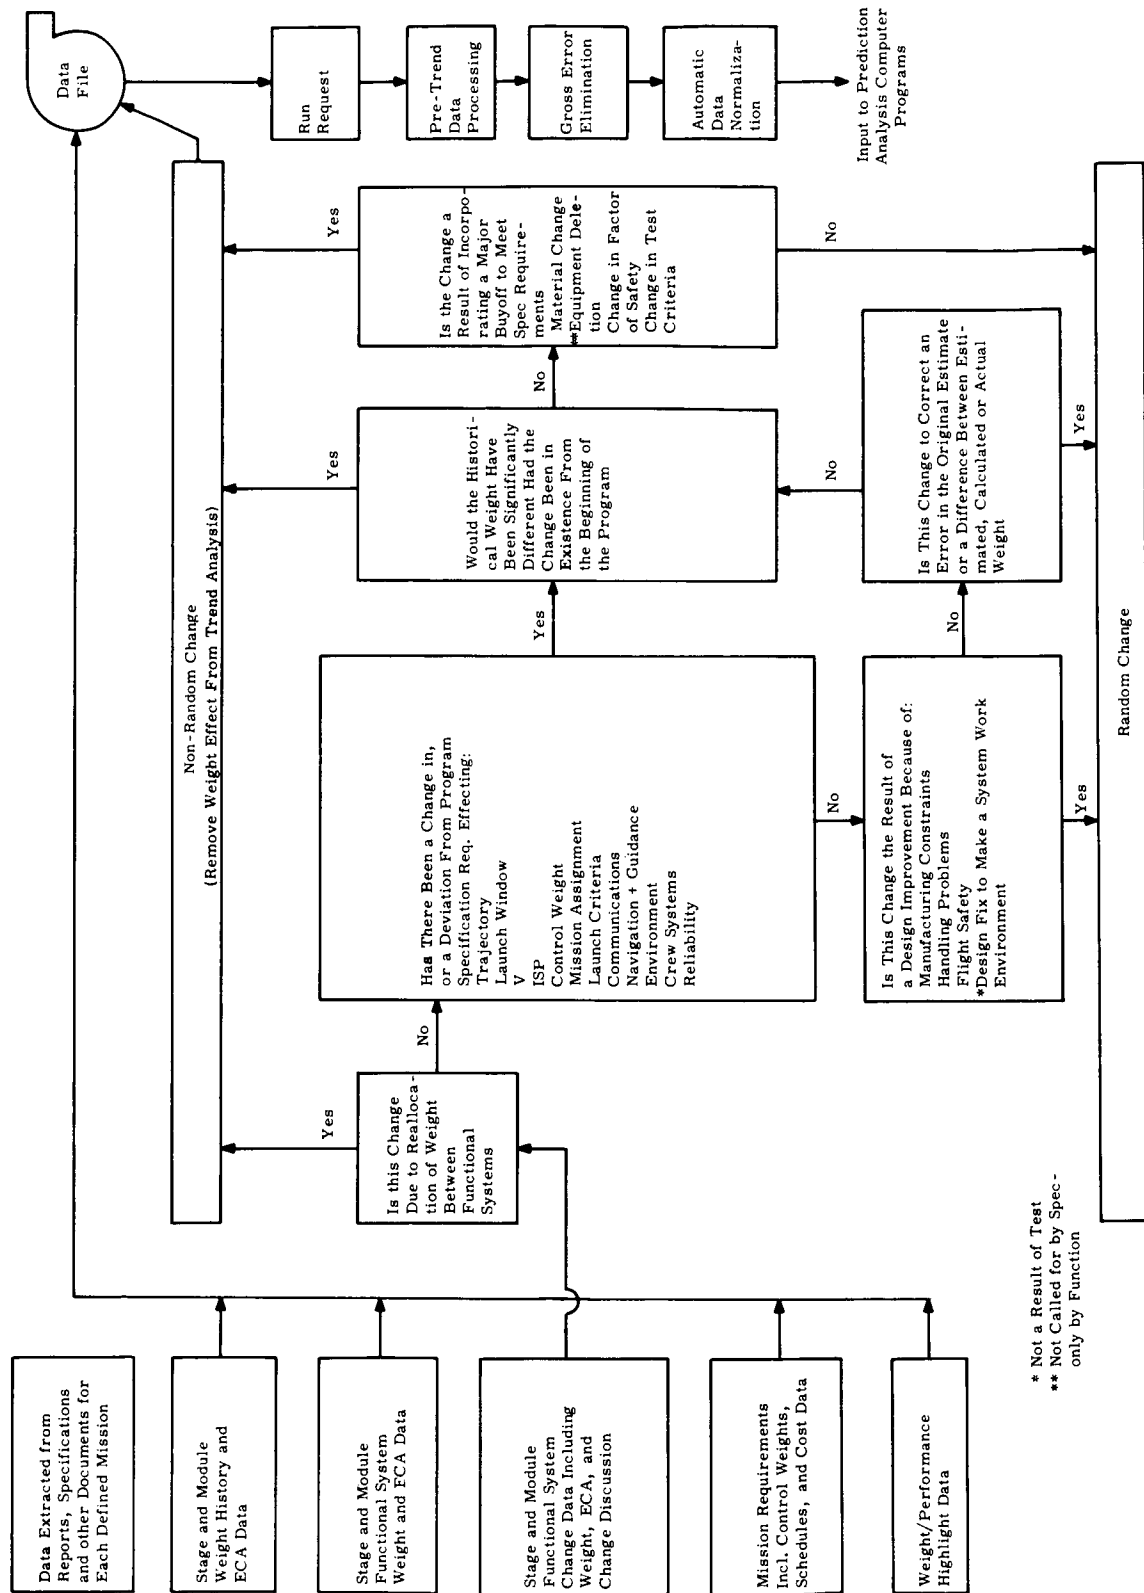 Data Extracted from
Reports, Specifications
and other Documents for
Each Defined Mission
Stage and Module
Weight History and
ECA Data
Stage and Module
Functional System
Weight and ECA Data
Stage and Module
Functional System
Change Data Including
Weight, ECA, and
Change Discussion
Mission Requirements
Incl. Control Weights,
Schedules, and Cost Data
Weight/Performance
Highlight Data
* Not a Result of Test
** Not Called for by Spec -
only by Function
Non-Random Change
(Remove Weight Effect From Trend Analysis)
Yes
Is this Change
Due to Realloca-
tion of Weight
Between
Functional
Systems
No
Has There Been a Change in,
or a Deviation From Program
Specification Req. Effecting:
Trajectory
Launch Window
V
ISP
Control Weight
Mission Assignment
Launch Criteria
Communications
Navigation + Guidance
Environment
Crew Systems
Reliability
No
Is This Change the Result of
a Design Improvement Because of:
Manufacturing Constraints
Handling Problems
Flight Safety
*Design Fix to Make a System Work
Environment
Yes
Yes
Yes
Would the Histori-
cal Weight Have
Been Significantly
Different Had the
Change Been in
Existence From
the Beginning of
the Program
No
No
Is This Change to Correct an
Error in the Original Estimate
or a Difference Between Esti-
mated, Calculated or Actual
Weight
Yes
No
Yes
Is the Change a
Result of Incorpo-
rating a Major
Buyoff to Meet
Spec Require-
ments
Material Change
**Equipment Dele-
tion
Change in Factor
of Safety
Change in Test
Criteria
No
Random Change
Data
File
Run
Request
Pre-Trend
Data
Processing
Gross Error
Elimination
Automatic
Data
Normaliza-
tion
Input to Prediction
Analysis Computer
Programs